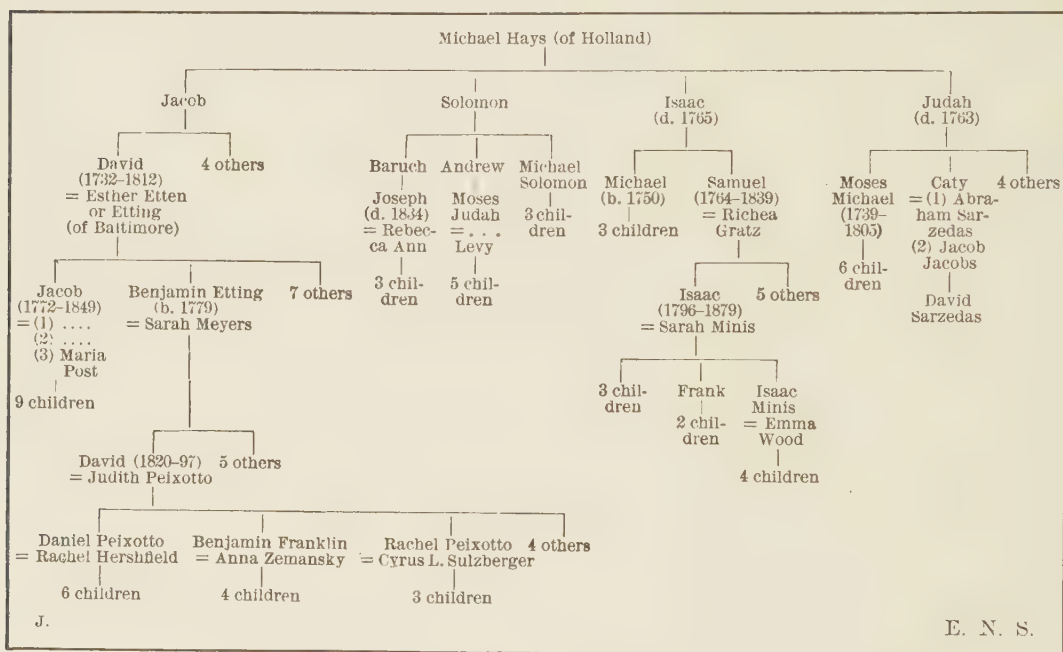 Michael Hays (of Holland)
Jacob
Solomon
Isaac
(d. 1765)
Judah
(d. 1763)
David
(1732–1812)
= Esther Etten
or Etting
(of Baltimore)
4 others
Baruch
Joseph
(d. 1834)
= Rebec-
ca Ann
3 chil-
dren
Andrew
Moses
Judah
= . . .
Levy
5 chil-
dren
Michael
Solomon
3 chil-
dren
Michael
(b. 1750)
3 children
Samuel
(1764–1839)
= Richea
Gratz
Moses
Michael
(1739–
1805)
6 chil-
dren
Caty
= (1) Abra-
ham Sar-
zedas
(2) Jacob
Jacobs
David
Sarzedas
4 others
Jacob
(1772–1849)
= (1) ....
(2) ....
(3) Maria
Post
9 children
Benjamin Etting
(b. 1779)
= Sarah Meyers
7 others
Isaac
(1796–1879)
= Sarah Minis
5 others
3 chil-
dren
Frank
2 chil-
dren
Isaac
Minis
= Emma
Wood
4 children
David (1820–97)
= Judith Peixotto
5 others
Daniel Peixotto
= Rachel Hershfield
6 children
Benjamin Franklin
= Anna Zemansky
4 children
Rachel Peixotto
= Cyrus L. Sulzberger
3 children
4 others
J.
E. N. S.